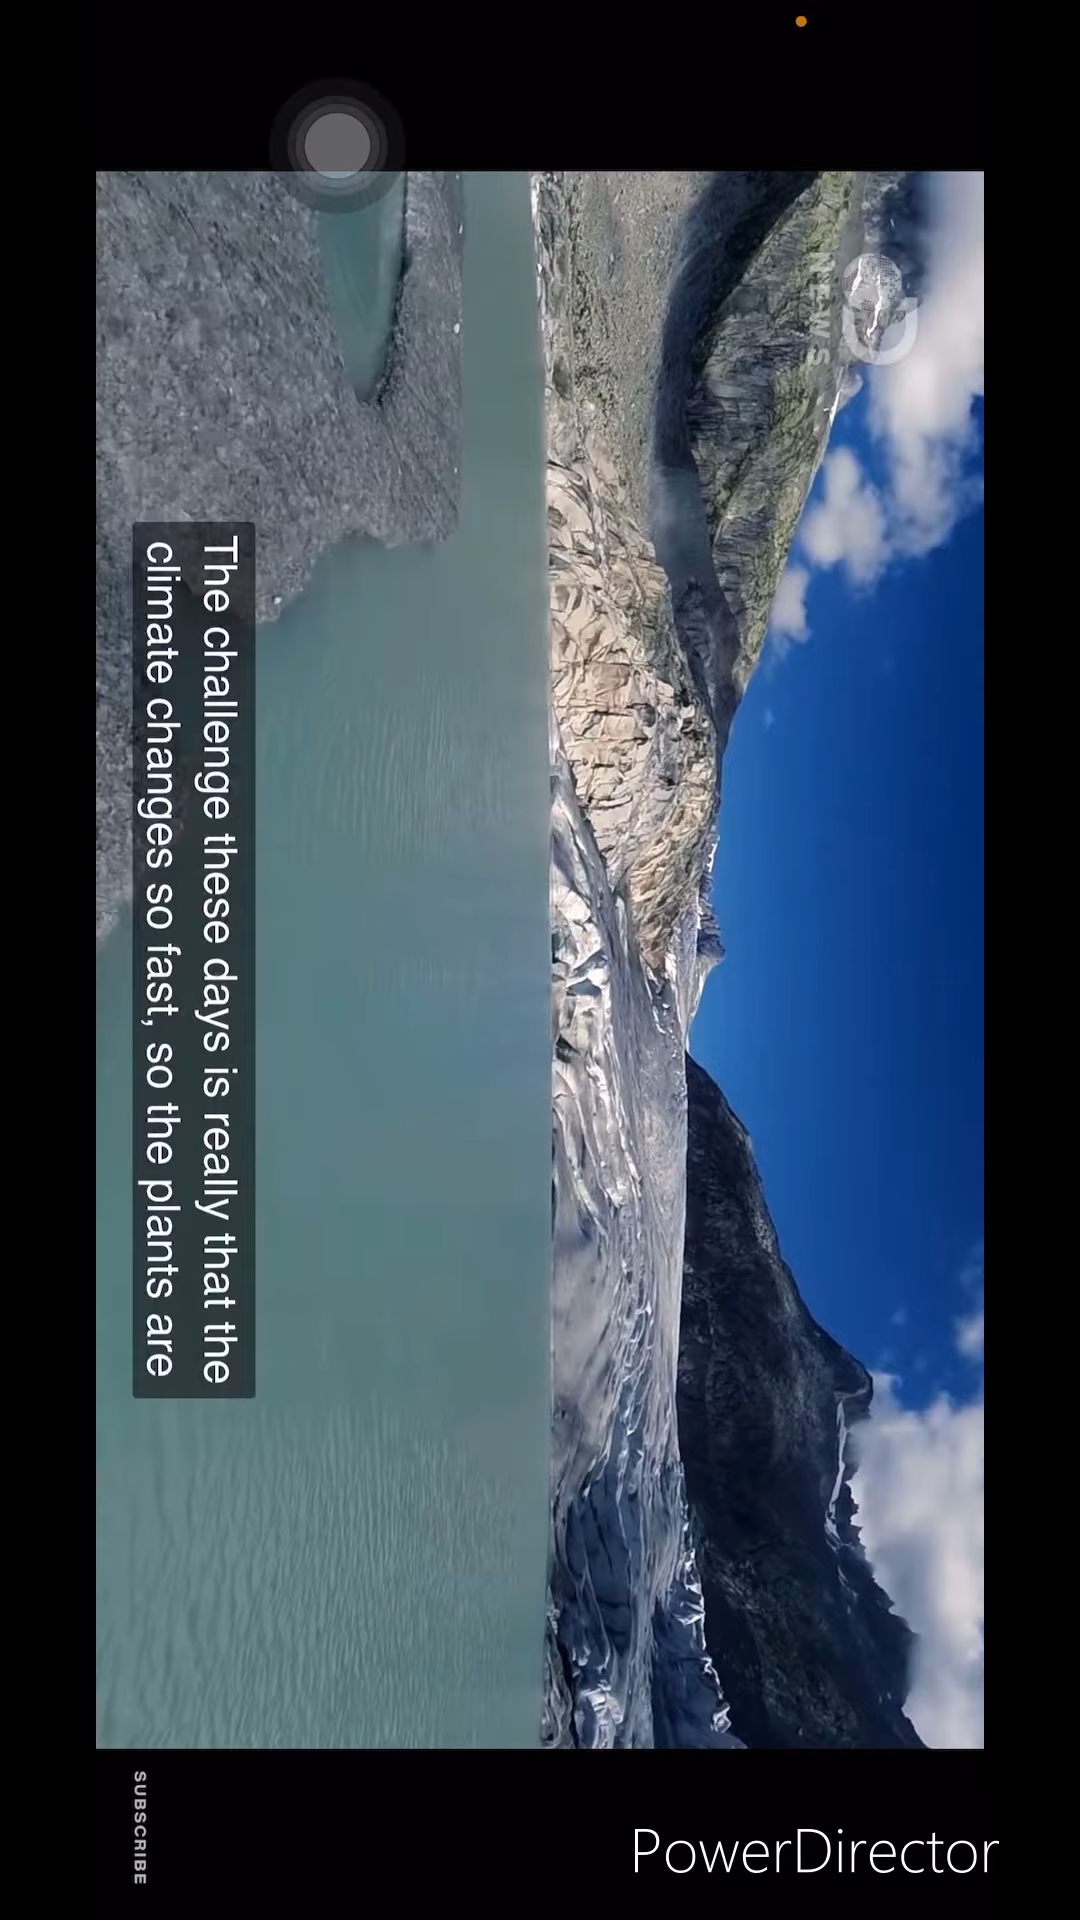 NEWS
The challenge these days is really that the
climate changes so fast, so the plants are
SUBSCRIBE
PowerDirector